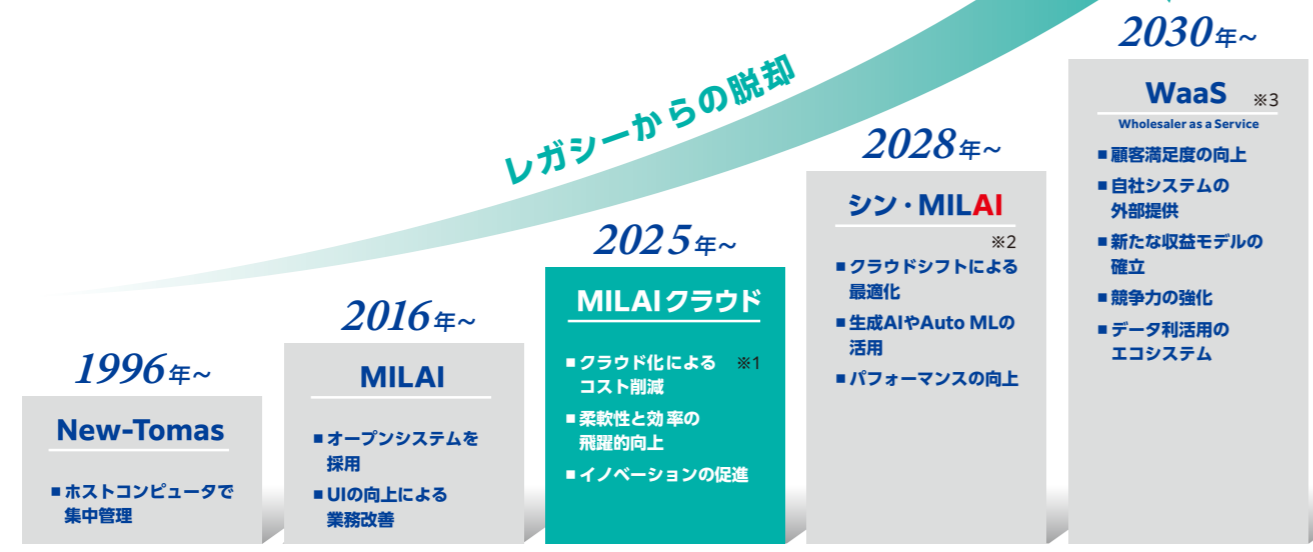 レガシーからの脱却
1996年~
New-Tomas
■ホストコンピュータで
集中管理
2016年~
MILAI
■オープンシステムを
採用
■UIの向上による
業務改善
2025年~
MILAIクラウド
■クラウド化による ※1
コスト削減
■柔軟性と効率の
飛躍的向上
■イノベーションの促進
2028年~
シン・MILAI
※2
■クラウドシフトによる
最適化
■生成AIやAuto MLの
活用
■パフォーマンスの向上
2030年~
WaaS ※3
Wholesaler as a Service
■顧客満足度の向上
■自社システムの
外部提供
■新たな収益モデルの
確立
■競争力の強化
■データ利活用の
エコシステム